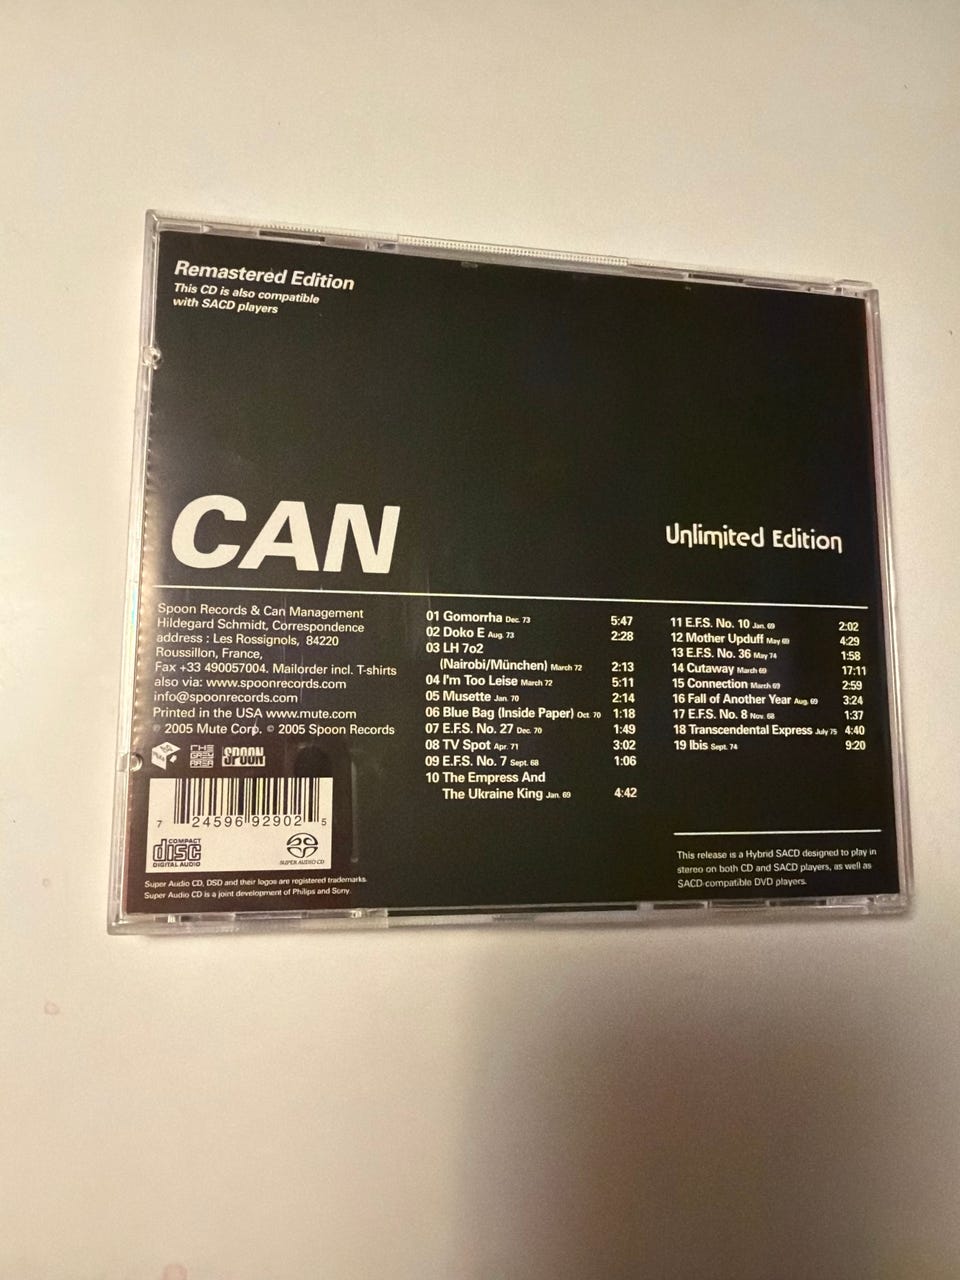 Remastered Edition
This CD is also compatible
with SACD players
CAN
Unlimited Edition
Spoon Records & Can Management
Hildegard Schmidt, Correspondence
address : Les Rossignols, 84220
Roussillon, France,
Fax +33 490057004. Mailorder incl. T-shirts
also via: www.spoonrecords.com
info@spoonrecords.com
Printed in the USA www.mute.com
℗ 2005 Mute Corp. © 2005 Spoon Records
THE GREY AREA
SPOON
7 24596 92902 5
COMPACT
disc
DIGITAL AUDIO
SUPER AUDIO CD
Super Audio CD, DSD and their logos are registered trademarks.
Super Audio CD is a joint development of Philips and Sony.
01 Gomorrha Dec. 73 5:47
02 Doko E Aug. 73 2:28
03 LH 7o2
(Nairobi/München) March 72 2:13
04 I'm Too Leise March 72 5:11
05 Musette Jan. 70 2:14
06 Blue Bag (Inside Paper) Oct. 70 1:18
07 E.F.S. No. 27 Dec. 70 1:49
08 TV Spot Apr. 71 3:02
09 E.F.S. No. 7 Sept. 68 1:06
10 The Empress And
The Ukraine King Jan. 69 4:42
11 E.F.S. No. 10 Jan. 69 2:02
12 Mother Upduff May 69 4:29
13 E.F.S. No. 36 May 74 1:58
14 Cutaway March 69 17:11
15 Connection March 69 2:59
16 Fall of Another Year Aug. 69 3:24
17 E.F.S. No. 8 Nov. 68 1:37
18 Transcendental Express July 75 4:40
19 Ibis Sept. 74 9:20
This release is a Hybrid SACD designed to play in
stereo on both CD and SACD players, as well as
SACD-compatible DVD players.